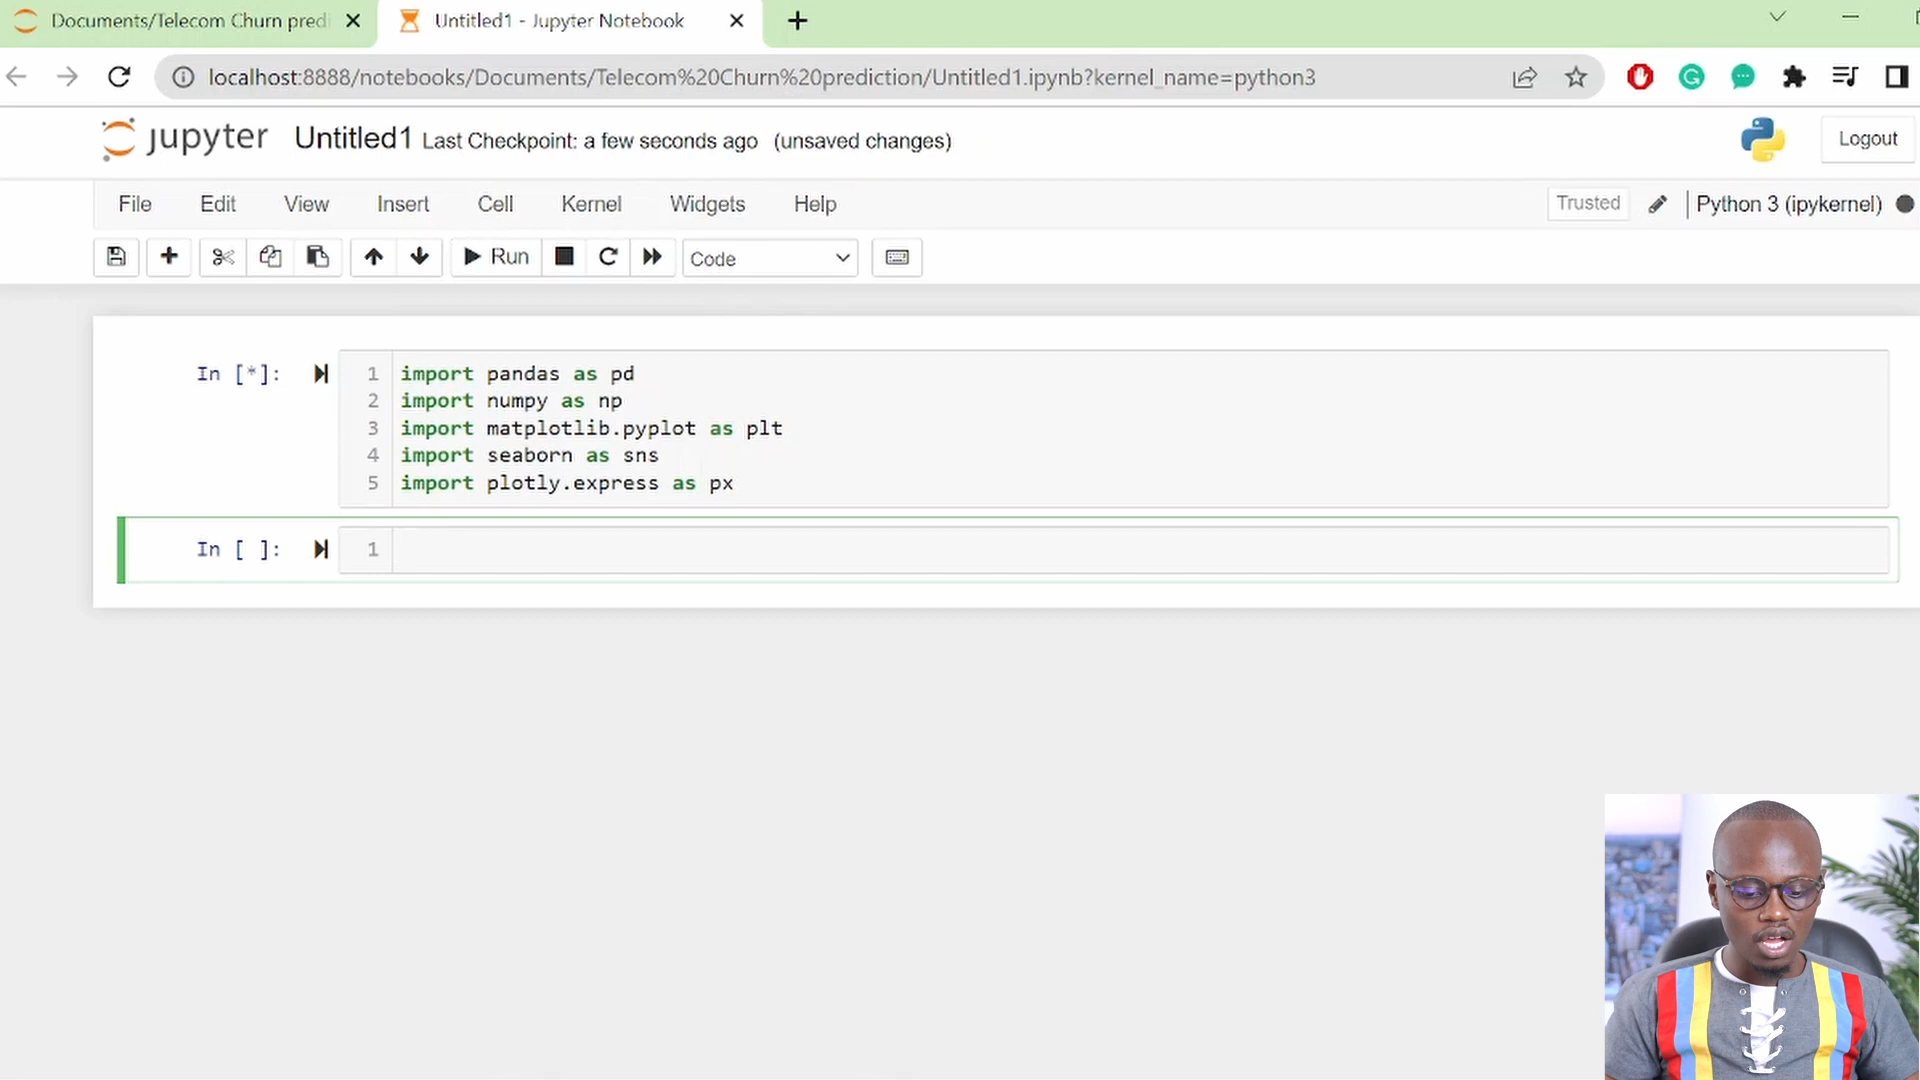 Documents/Telecom Churn predi
Untitled1 - Jupyter Notebook
localhost:8888/notebooks/Documents/Telecom%20Churn%20prediction/Untitled1.ipynb?kernel_name=python3
jupyter Untitled1 Last Checkpoint: a few seconds ago (unsaved changes)
Logout
File Edit View Insert Cell Kernel Widgets Help
Trusted
Python 3 (ipykernel)
Run
Code
In [*]:
1 import pandas as pd
2 import numpy as np
3 import matplotlib.pyplot as plt
4 import seaborn as sns
5 import plotly.express as px
In [ ]:
1